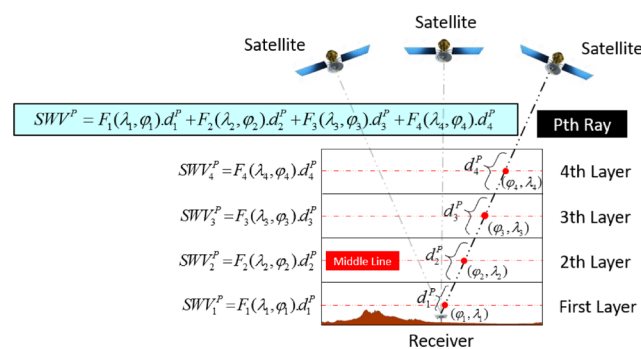 Satellite
Satellite
Satellite
SWV^P = F_1(λ_1,φ_1).d_1^P + F_2(λ_2,φ_2).d_2^P + F_3(λ_3,φ_3).d_3^P + F_4(λ_4,φ_4).d_4^P
Pth Ray
SWV_4^P = F_4(λ_4,φ_4).d_4^P
d_4^P
(φ_4,λ_4)
4th Layer
SWV_3^P = F_3(λ_3,φ_3).d_3^P
d_3^P
(φ_3,λ_3)
3th Layer
SWV_2^P = F_2(λ_2,φ_2).d_2^P
Middle Line
d_2^P
(φ_2,λ_2)
2th Layer
SWV_1^P = F_1(λ_1,φ_1).d_1^P
d_1^P
(φ_1,λ_1)
First Layer
Receiver